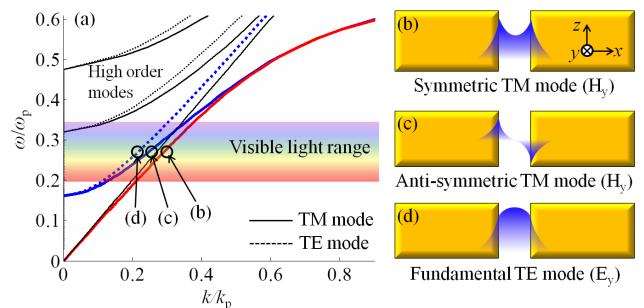 (a)
0.6
0.5
0.4
0.3
0.2
0.1
0
ω/ωp
High order
modes
Visible light range
(d)
(c)
(b)
TM mode
TE mode
0
0.2
0.4
0.6
0.8
k/kp
(b)
z
y
x
Symmetric TM mode (Hy)
(c)
Anti-symmetric TM mode (Hy)
(d)
Fundamental TE mode (Ey)